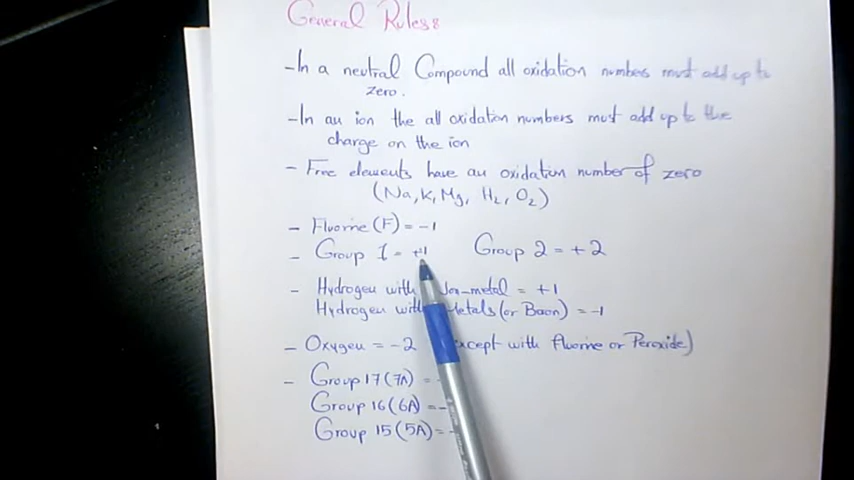 General Rules:
- In a neutral Compound all oxidation numbers must add up to
zero.
- In an ion the all oxidation numbers must add up to the
charge on the ion
- Free elements have an oxidation number of zero
(Na, K, Mg, H2, O2)
- Fluorine (F) = -1
- Group 1 = +1 Group 2 = + 2
- Hydrogen with Non-metal = +1
Hydrogen with Metals (or Boon) = -1
- Oxygen = -2 (except with fluorine or Peroxide)
- Group 17 (7A) =
Group 16 (6A) = -
Group 15 (5A) = -